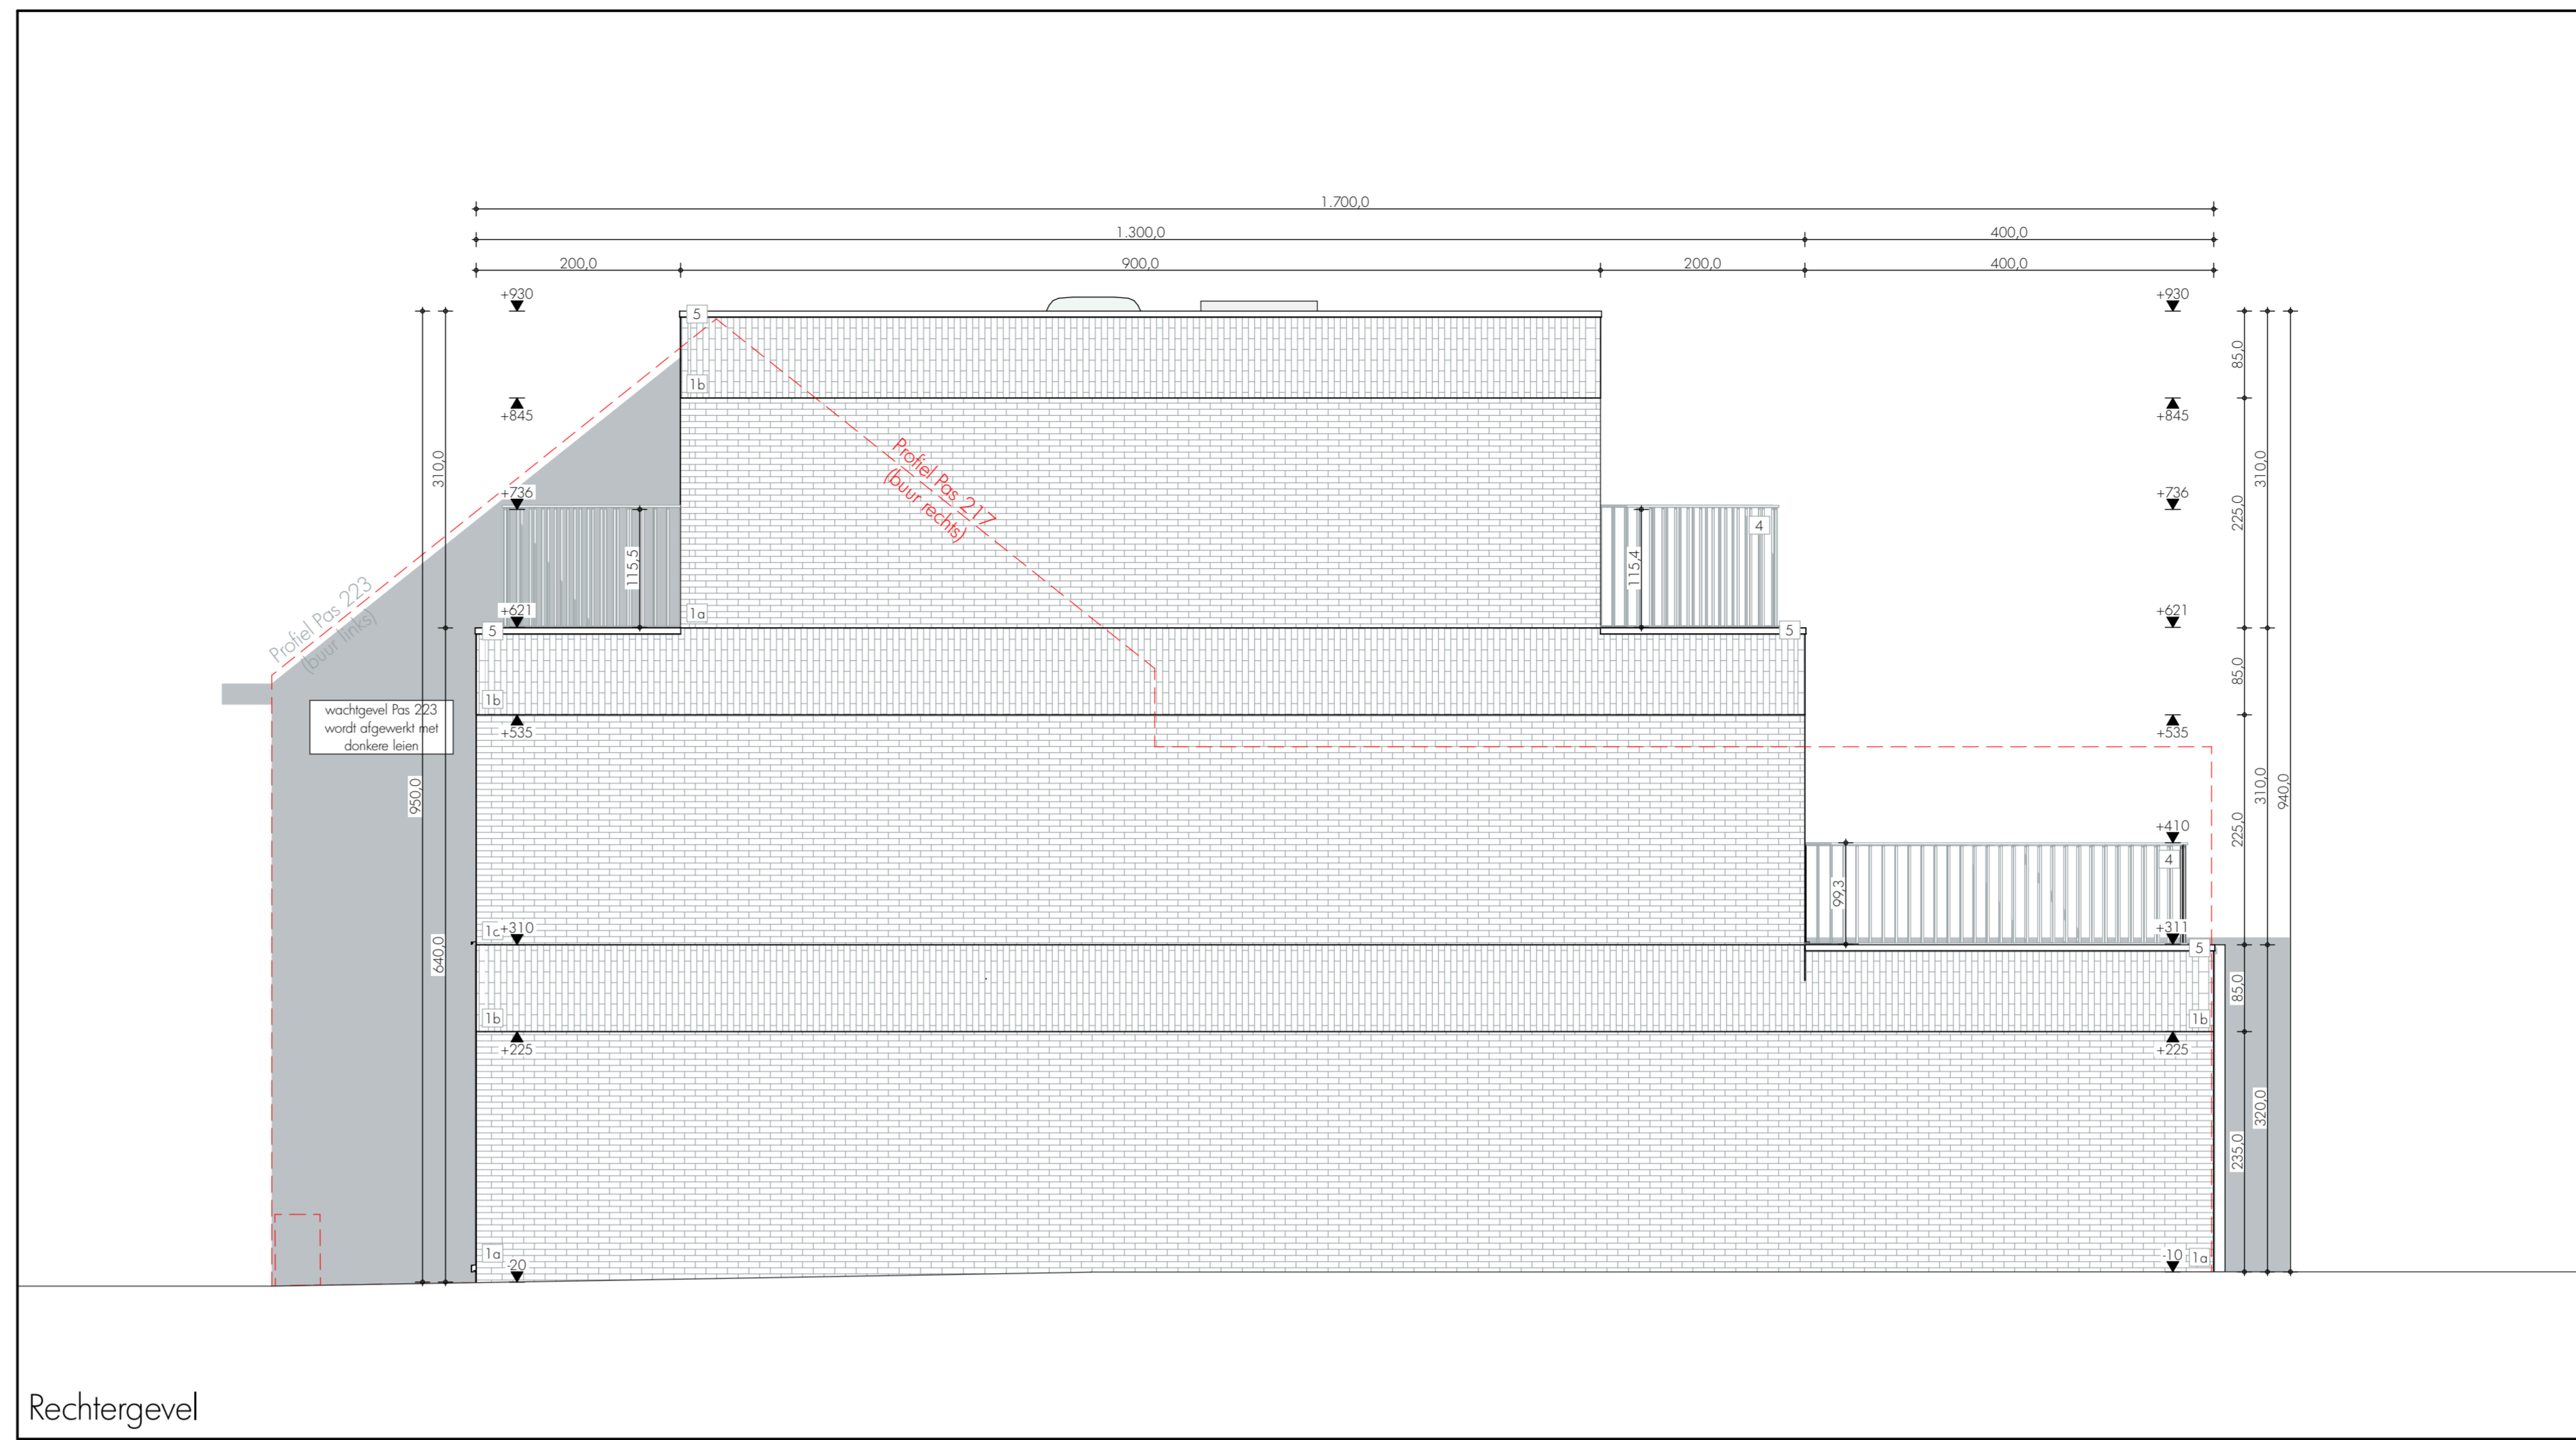 1.700,0
1.300,0 400,0
200,0 900,0 200,0 400,0
+930 +930
5
85,0
1b
+845 +845
310,0 310,0
Profiel Pas 217
(buur rechts)
+736 +736
225,0
4
115,5 115,4
Profiel Pas 223
(buur links)
+621 1a +621
5 5
85,0
1b
wachtgevel Pas 223
wordt afgewerkt met
donkere leien
+535 +535
950,0 310,0 940,0
+410
225,0
4
99,3
1c +310 +311
5
640,0
85,0
1b 1b
+225 +225
320,0
235,0
1a -10 1a
-20
Rechtergevel